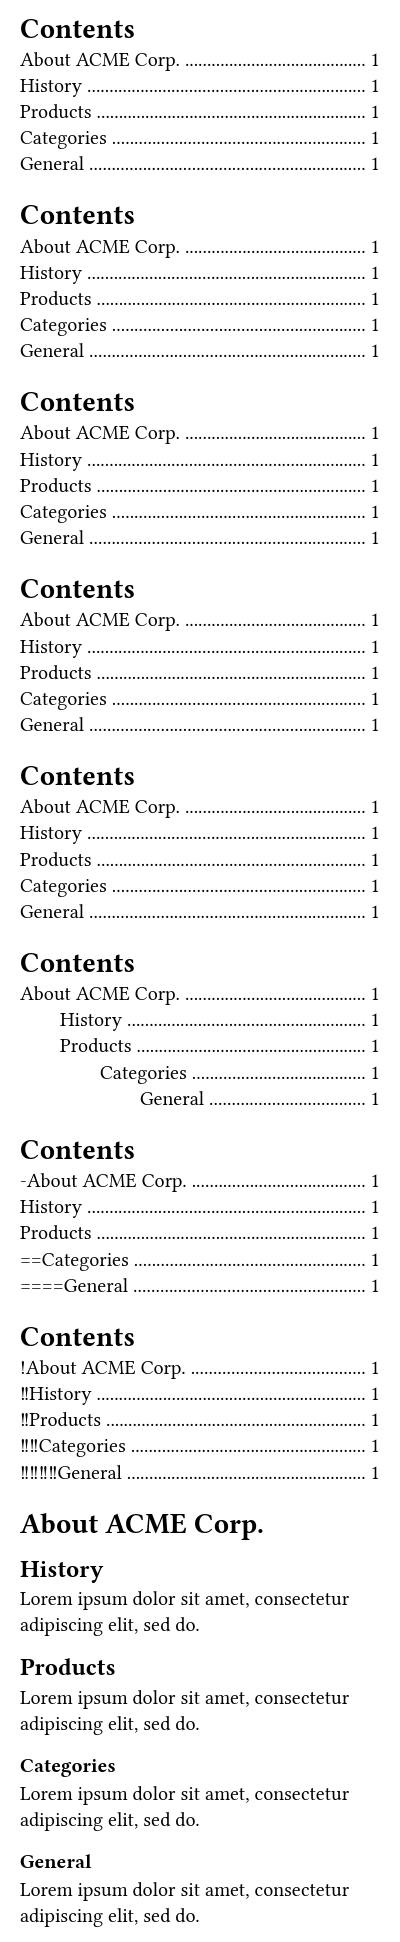 Contents
About ACME Corp. ........................................ 1
History .............................................................. 1
Products ............................................................ 1
Categories ......................................................... 1
General .............................................................. 1
Contents
About ACME Corp. ........................................ 1
History .............................................................. 1
Products ............................................................ 1
Categories ......................................................... 1
General .............................................................. 1
Contents
About ACME Corp. ........................................ 1
History .............................................................. 1
Products ............................................................ 1
Categories ......................................................... 1
General .............................................................. 1
Contents
About ACME Corp. ........................................ 1
History .............................................................. 1
Products ............................................................ 1
Categories ......................................................... 1
General .............................................................. 1
Contents
About ACME Corp. ........................................ 1
History .............................................................. 1
Products ............................................................ 1
Categories ......................................................... 1
General .............................................................. 1
Contents
About ACME Corp. ........................................ 1
History ..................................................... 1
Products ................................................... 1
Categories ....................................... 1
General ................................... 1
Contents
-About ACME Corp. ....................................... 1
History .............................................................. 1
Products ............................................................ 1
==Categories .................................................... 1
====General .................................................... 1
Contents
!About ACME Corp. ....................................... 1
‼History ............................................................ 1
‼Products .......................................................... 1
‼‼Categories ..................................................... 1
‼‼‼‼General ..................................................... 1
About ACME Corp.
History
Lorem ipsum dolor sit amet, consectetur
adipiscing elit, sed do.
Products
Lorem ipsum dolor sit amet, consectetur
adipiscing elit, sed do.
Categories
Lorem ipsum dolor sit amet, consectetur
adipiscing elit, sed do.
General
Lorem ipsum dolor sit amet, consectetur
adipiscing elit, sed do.